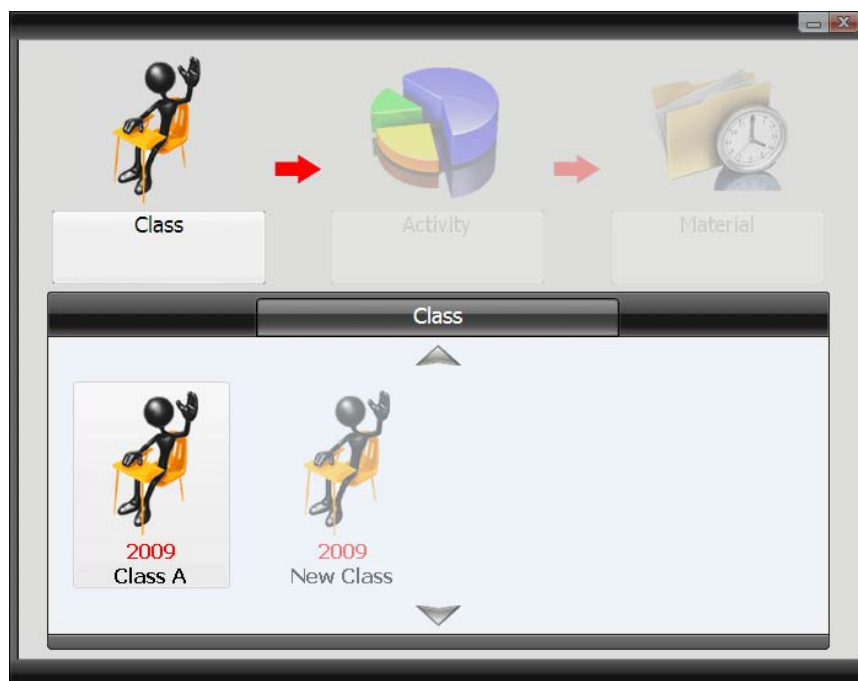 Class
Activity
Material
Class
2009
Class A
2009
New Class